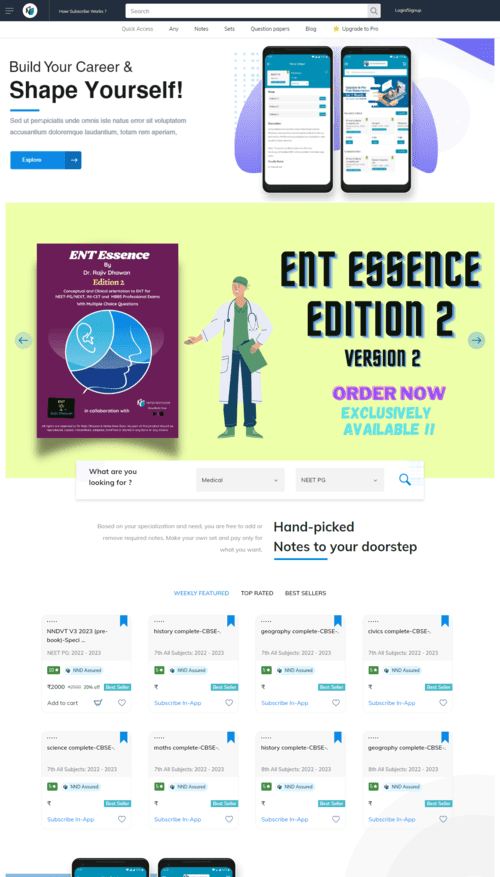 How Subscribe Works ?
Search
Login/Signup
Quick Access
Any
Notes
Sets
Question papers
Blog
Upgrade to Pro
Build Your Career &
Shape Yourself!
Sed ut perspiciatis unde omnis iste natus error sit voluptatem
accusantium doloremque laudantium, totam rem aperiam,
Explore
ENT Essence
By
Dr. Rajiv Dhawan
Edition 2
Conceptual and Clinical orientation to ENT for
NEET-PG/NEXT, INI-CET and MBBS Professional Exams
With Multiple Choice Questions
in collaboration with
ENT ESSENCE
EDITION 2
VERSION 2
ORDER NOW
EXCLUSIVELY
AVAILABLE !!
What are you
looking for ?
Medical
NEET PG
Based on your specialization and need, you are free to add or
remove required notes. Make your own set and pay only for
what you want.
Hand-picked
Notes to your doorstep
WEEKLY FEATURED
TOP RATED
BEST SELLERS
NNDVT V3 2023 (pre-
book)-Speci ...
NEET PG: 2022 - 2023
NND Assured
₹2000 ₹2500 20% off
Best Seller
Add to cart
history complete-CBSE-.
7th All Subjects: 2022 - 2023
5 ★
NND Assured
₹
Best Seller
Subscribe In-App
geography complete-CBSE-.
7th All Subjects: 2022 - 2023
5 ★
NND Assured
₹
Best Seller
Subscribe In-App
civics complete-CBSE-.
7th All Subjects: 2022 - 2023
5 ★
NND Assured
₹
Best Seller
Subscribe In-App
science complete-CBSE-.
7th All Subjects: 2022 - 2023
5 ★
NND Assured
₹
Best Seller
Subscribe In-App
maths complete-CBSE-.
7th All Subjects: 2022 - 2023
5 ★
NND Assured
₹
Best Seller
Subscribe In-App
history complete-CBSE-.
8th All Subjects: 2022 - 2023
5 ★
NND Assured
₹
Best Seller
Subscribe In-App
geography complete-CBSE-.
8th All Subjects: 2022 - 2023
5 ★
NND Assured
₹
Best Seller
Subscribe In-App